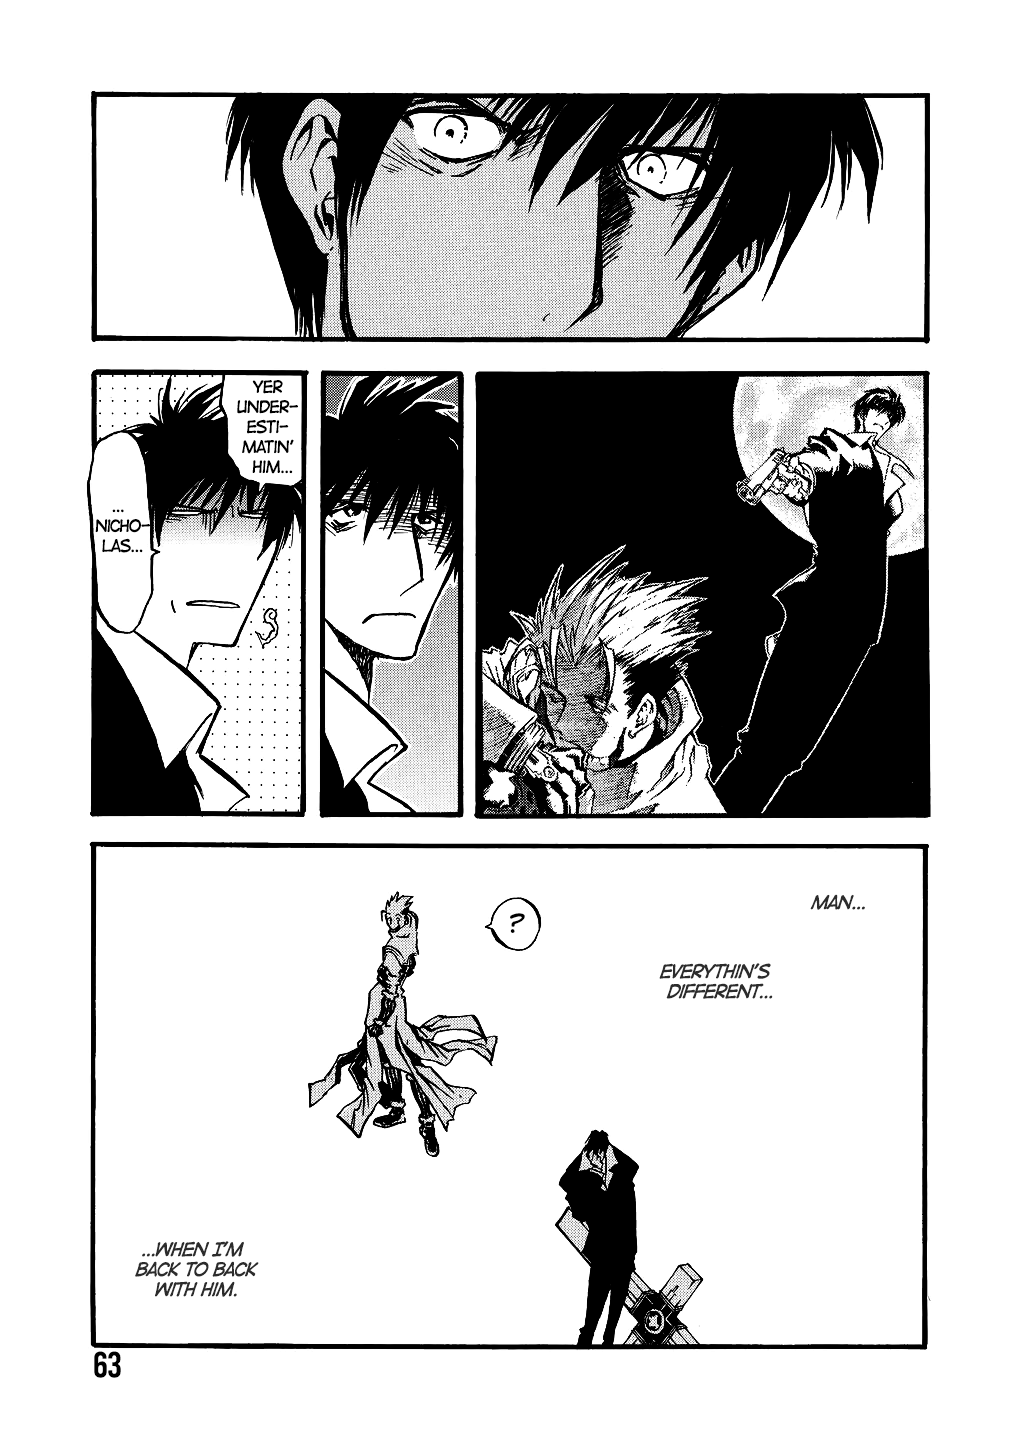 YER
UNDER-
ESTI-
MATIN'
HIM...
...
NICHO-
LAS...
MAN...
EVERYTHIN'S
DIFFERENT...
?
...WHEN I'M
BACK TO BACK
WITH HIM.
63